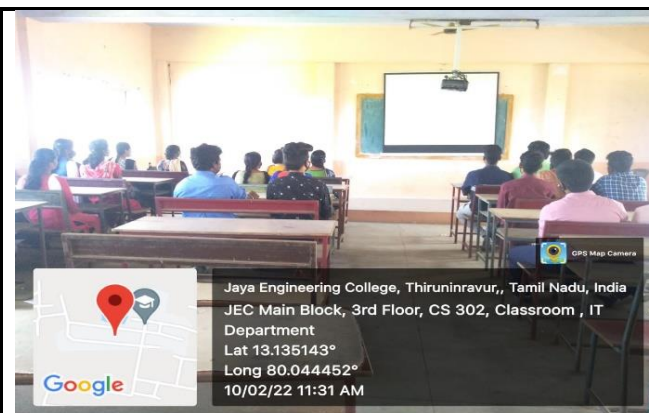 GPS Map Camera
Jaya Engineering College, Thiruninravur,, Tamil Nadu, India
JEC Main Block, 3rd Floor, CS 302, Classroom , IT
Department
Lat 13.135143°
Long 80.044452°
10/02/22 11:31 AM
Google